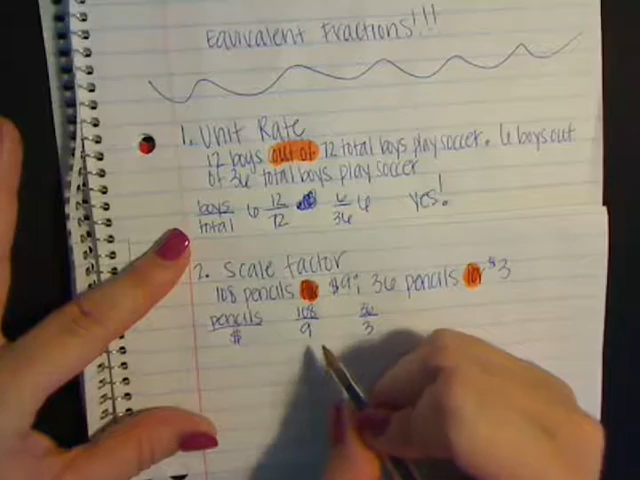 Equivalent Fractions!!!
1. Unit Rate
12 boys out of 12 total boys play soccer. 6 boys out
of 36 total boys play soccer
boys 12 6
total 6 12 36 6 yes!
2. Scale factor
108 pencils for $9; 36 pencils for $3
pencils 108 36
$ 9 3